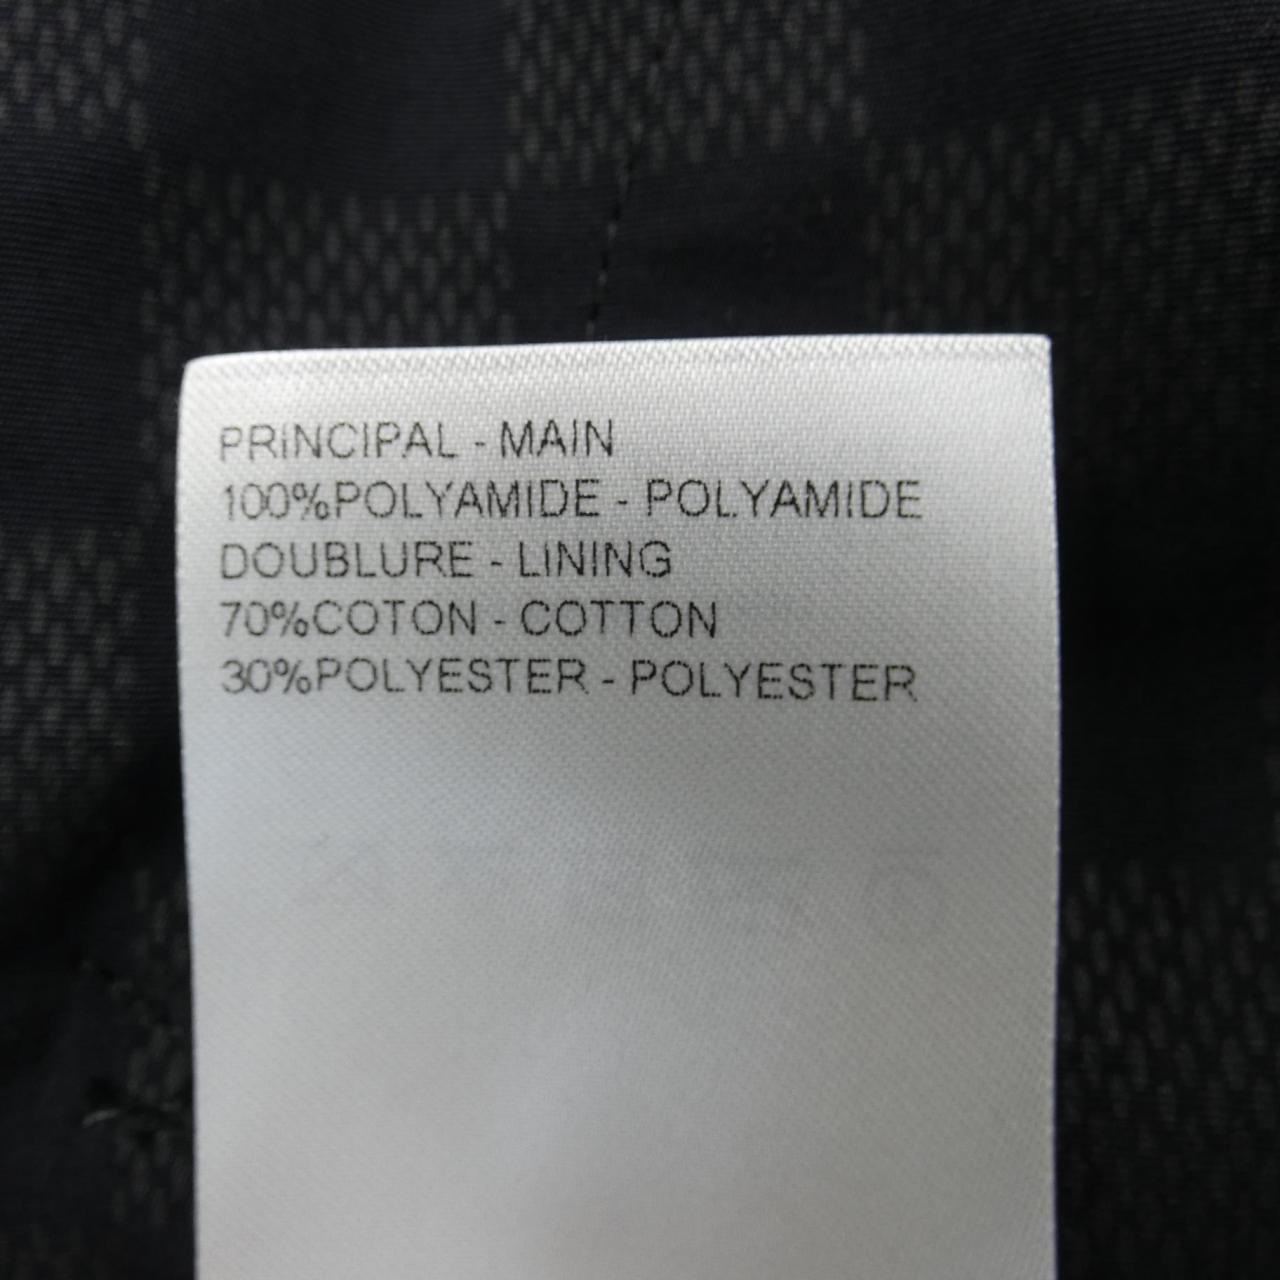 PRINCIPAL - MAIN
100%POLYAMIDE - POLYAMIDE
DOUBLURE - LINING
70%COTON - COTTON
30%POLYESTER - POLYESTER